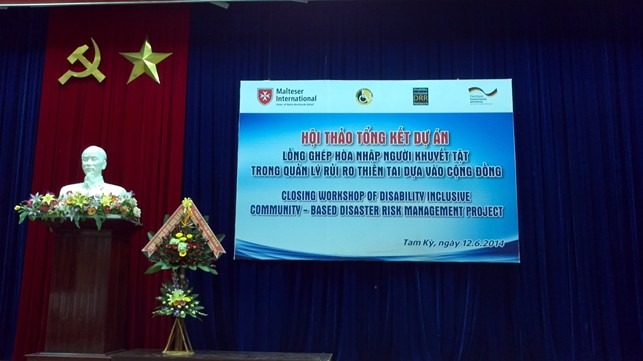 Malteser
International
DRR
HỘI THẢO TỔNG KẾT DỰ ÁN
LỒNG GHÉP HÒA NHẬP NGƯỜI KHUYẾT TẬT
TRONG QUẢN LÝ RỦI RO THIÊN TAI DỰA VÀO CỘNG ĐỒNG
CLOSING WORKSHOP OF DISABILITY INCLUSIVE
COMMUNITY – BASED DISASTER RISK MANAGEMENT PROJECT
Tam Kỳ, ngày 12.6.2014